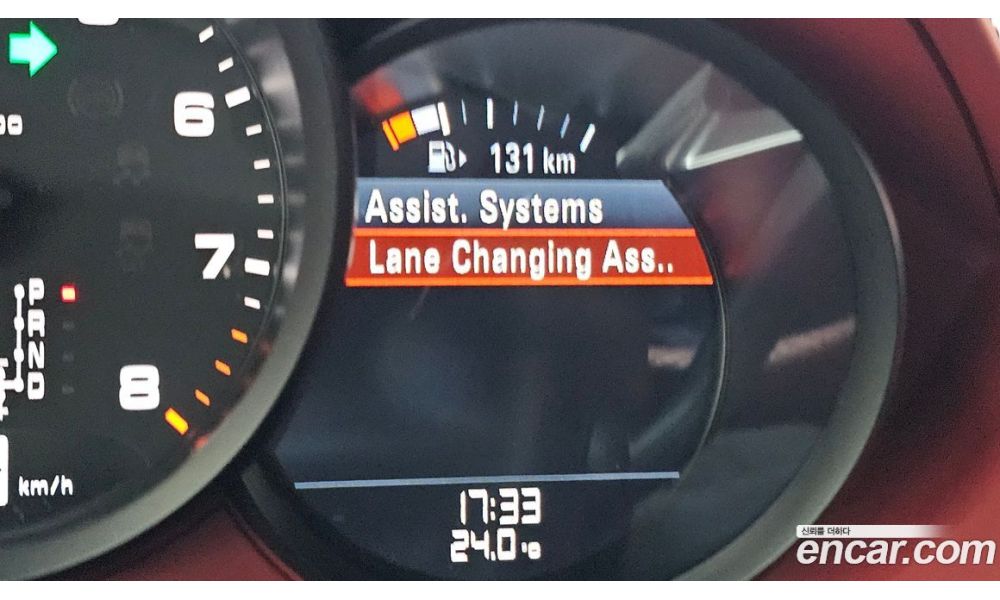 6
7
8
P
R
N
D
km/h
131 km
Assist. Systems
Lane Changing Ass..
17:33
24.0°c
신뢰를 더하다
encar.com